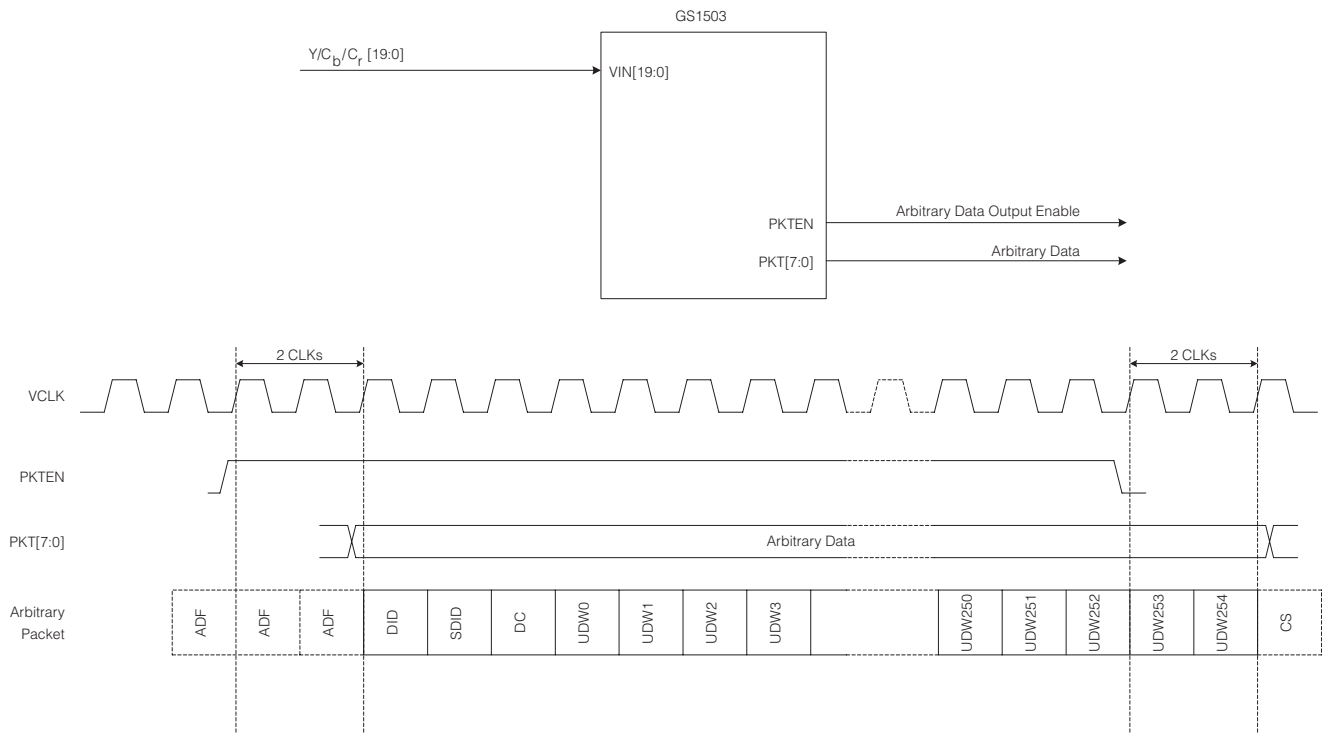 GS1503
Y/Cb/Cr [19:0]
VIN[19:0]
PKTEN
Arbitrary Data Output Enable
PKT[7:0]
Arbitrary Data
2 CLKs
2 CLKs
VCLK
PKTEN
PKT[7:0]
Arbitrary Data
Arbitrary
Packet
ADF
ADF
ADF
DID
SDID
DC
UDW0
UDW1
UDW2
UDW3
UDW250
UDW251
UDW252
UDW253
UDW254
CS